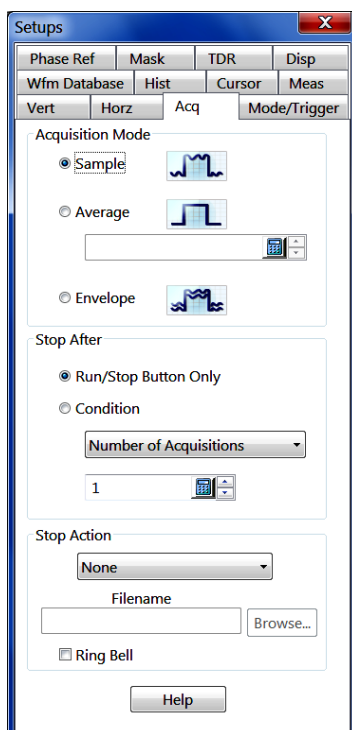 Setups
Phase Ref Mask TDR Disp
Wfm Database Hist Cursor Meas
Vert Horz Acq Mode/Trigger
Acquisition Mode
Sample
Average
Envelope
Stop After
Run/Stop Button Only
Condition
Number of Acquisitions
1
Stop Action
None
Filename
Browse...
Ring Bell
Help